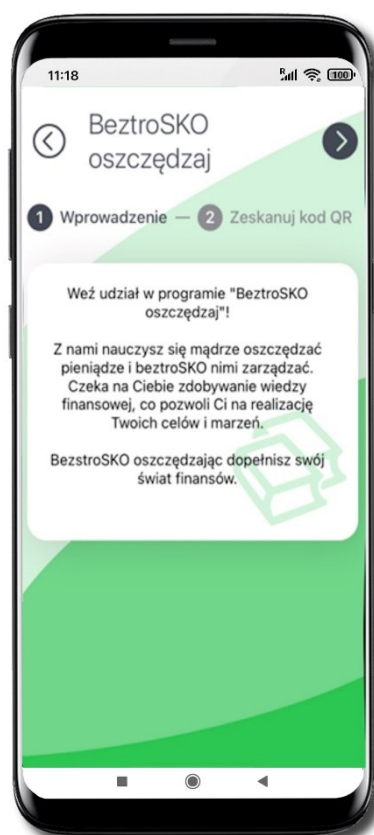 11:18
R
100
BeztroSKO
oszczędzaj
1 Wprowadzenie — 2 Zeskanuj kod QR
Weź udział w programie "BeztroSKO
oszczędzaj"!
Z nami nauczysz się mądrze oszczędzać
pieniądze i beztroSKO nimi zarządzać.
Czeka na Ciebie zdobywanie wiedzy
finansowej, co pozwoli Ci na realizację
Twoich celów i marzeń.
BezstroSKO oszczędzając dopełnisz swój
świat finansów.